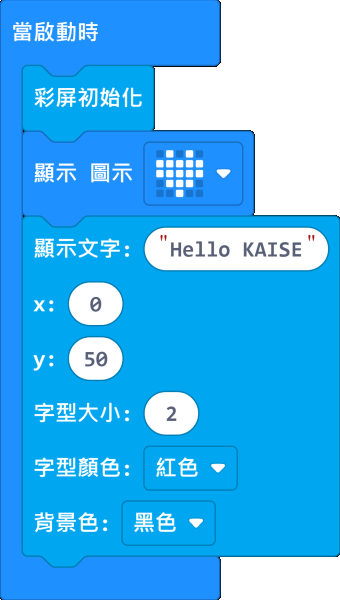 當啟動時
彩屏初始化
顯示 圖示
顯示文字: "Hello KAISE"
x: 0
y: 50
字型大小: 2
字型顏色: 紅色
背景色: 黑色